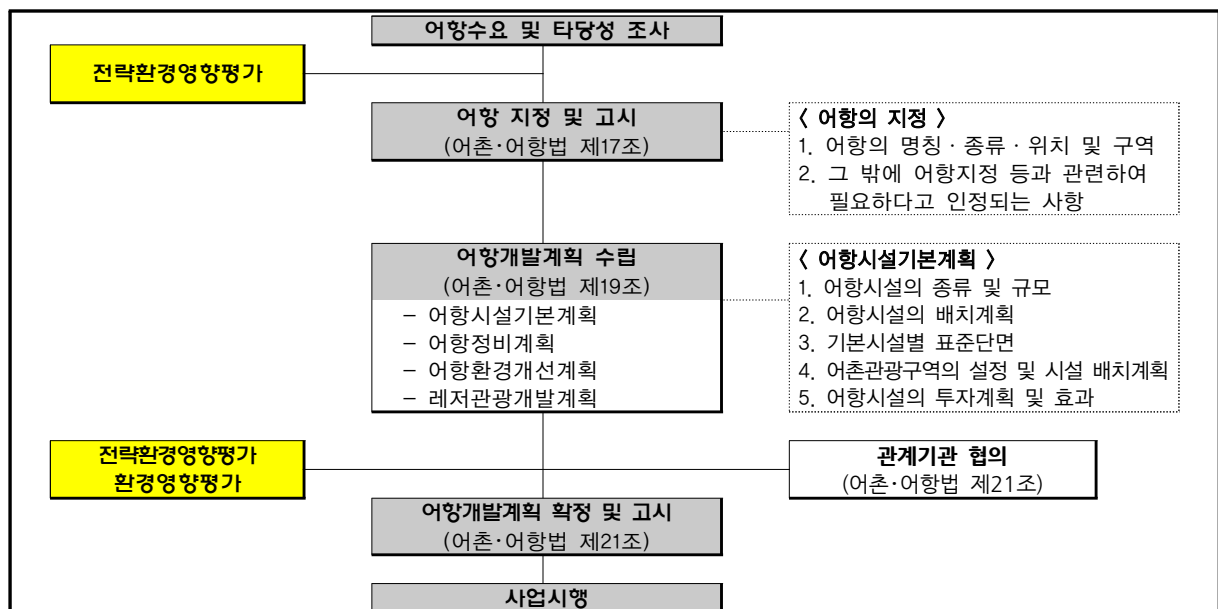 어항수요 및 타당성 조사
전략환경영향평가
어항 지정 및 고시
(어촌·어항법 제17조)
< 어항의 지정 >
1. 어항의 명칭·종류·위치 및 구역
2. 그 밖에 어항지정 등과 관련하여
필요하다고 인정되는 사항
어항개발계획 수립
(어촌·어항법 제19조)
- 어항시설기본계획
- 어항정비계획
- 어항환경개선계획
- 레저관광개발계획
< 어항시설기본계획 >
1. 어항시설의 종류 및 규모
2. 어항시설의 배치계획
3. 기본시설별 표준단면
4. 어촌관광구역의 설정 및 시설 배치계획
5. 어항시설의 투자계획 및 효과
전략환경영향평가
환경영향평가
관계기관 협의
(어촌·어항법 제21조)
어항개발계획 확정 및 고시
(어촌·어항법 제21조)
사업시행